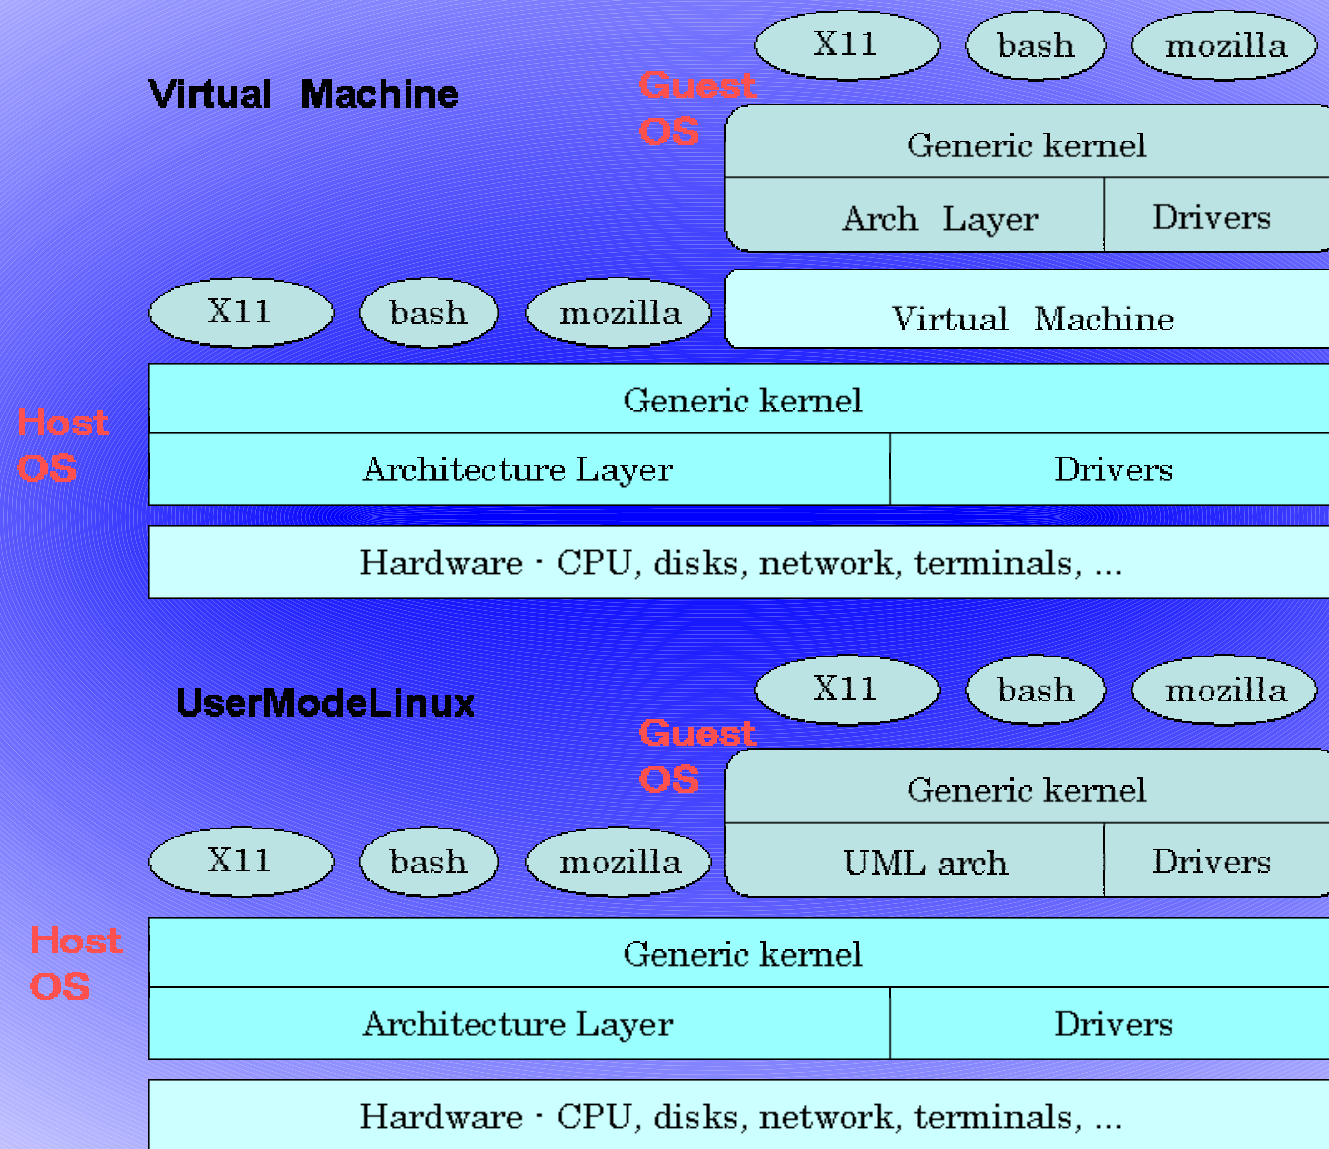 X11 bash mozilla
Virtual Machine
Guest
OS
Generic kernel
Arch Layer Drivers
X11 bash mozilla Virtual Machine
Generic kernel
Host
OS
Architecture Layer Drivers
Hardware · CPU, disks, network, terminals, ...
UserModeLinux
X11 bash mozilla
Guest
OS
Generic kernel
X11 bash mozilla UML arch Drivers
Host
OS
Generic kernel
Architecture Layer Drivers
Hardware · CPU, disks, network, terminals, ...